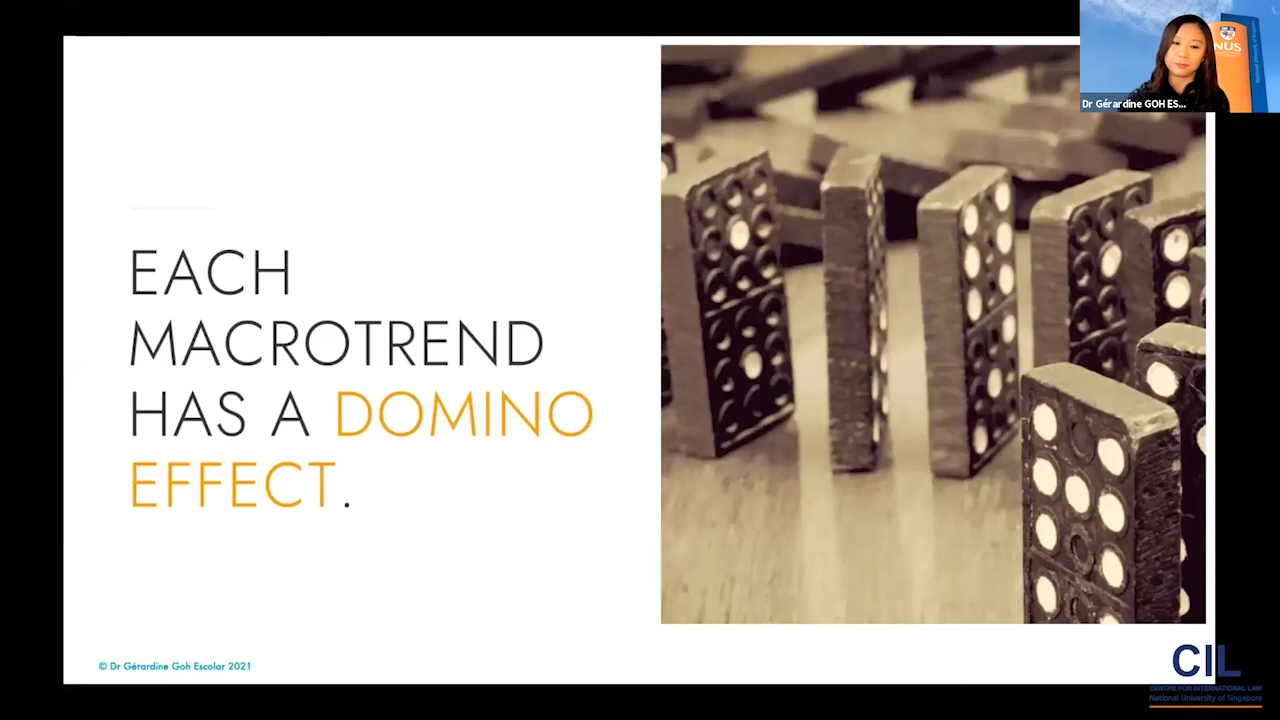 NUS
Dr Gérardine GOH ES...
EACH
MACROTREND
HAS A DOMINO
EFFECT.
© Dr Gérardine Goh Escolar 2021
CIL
CENTRE FOR INTERNATIONAL LAW
National University of Singapore